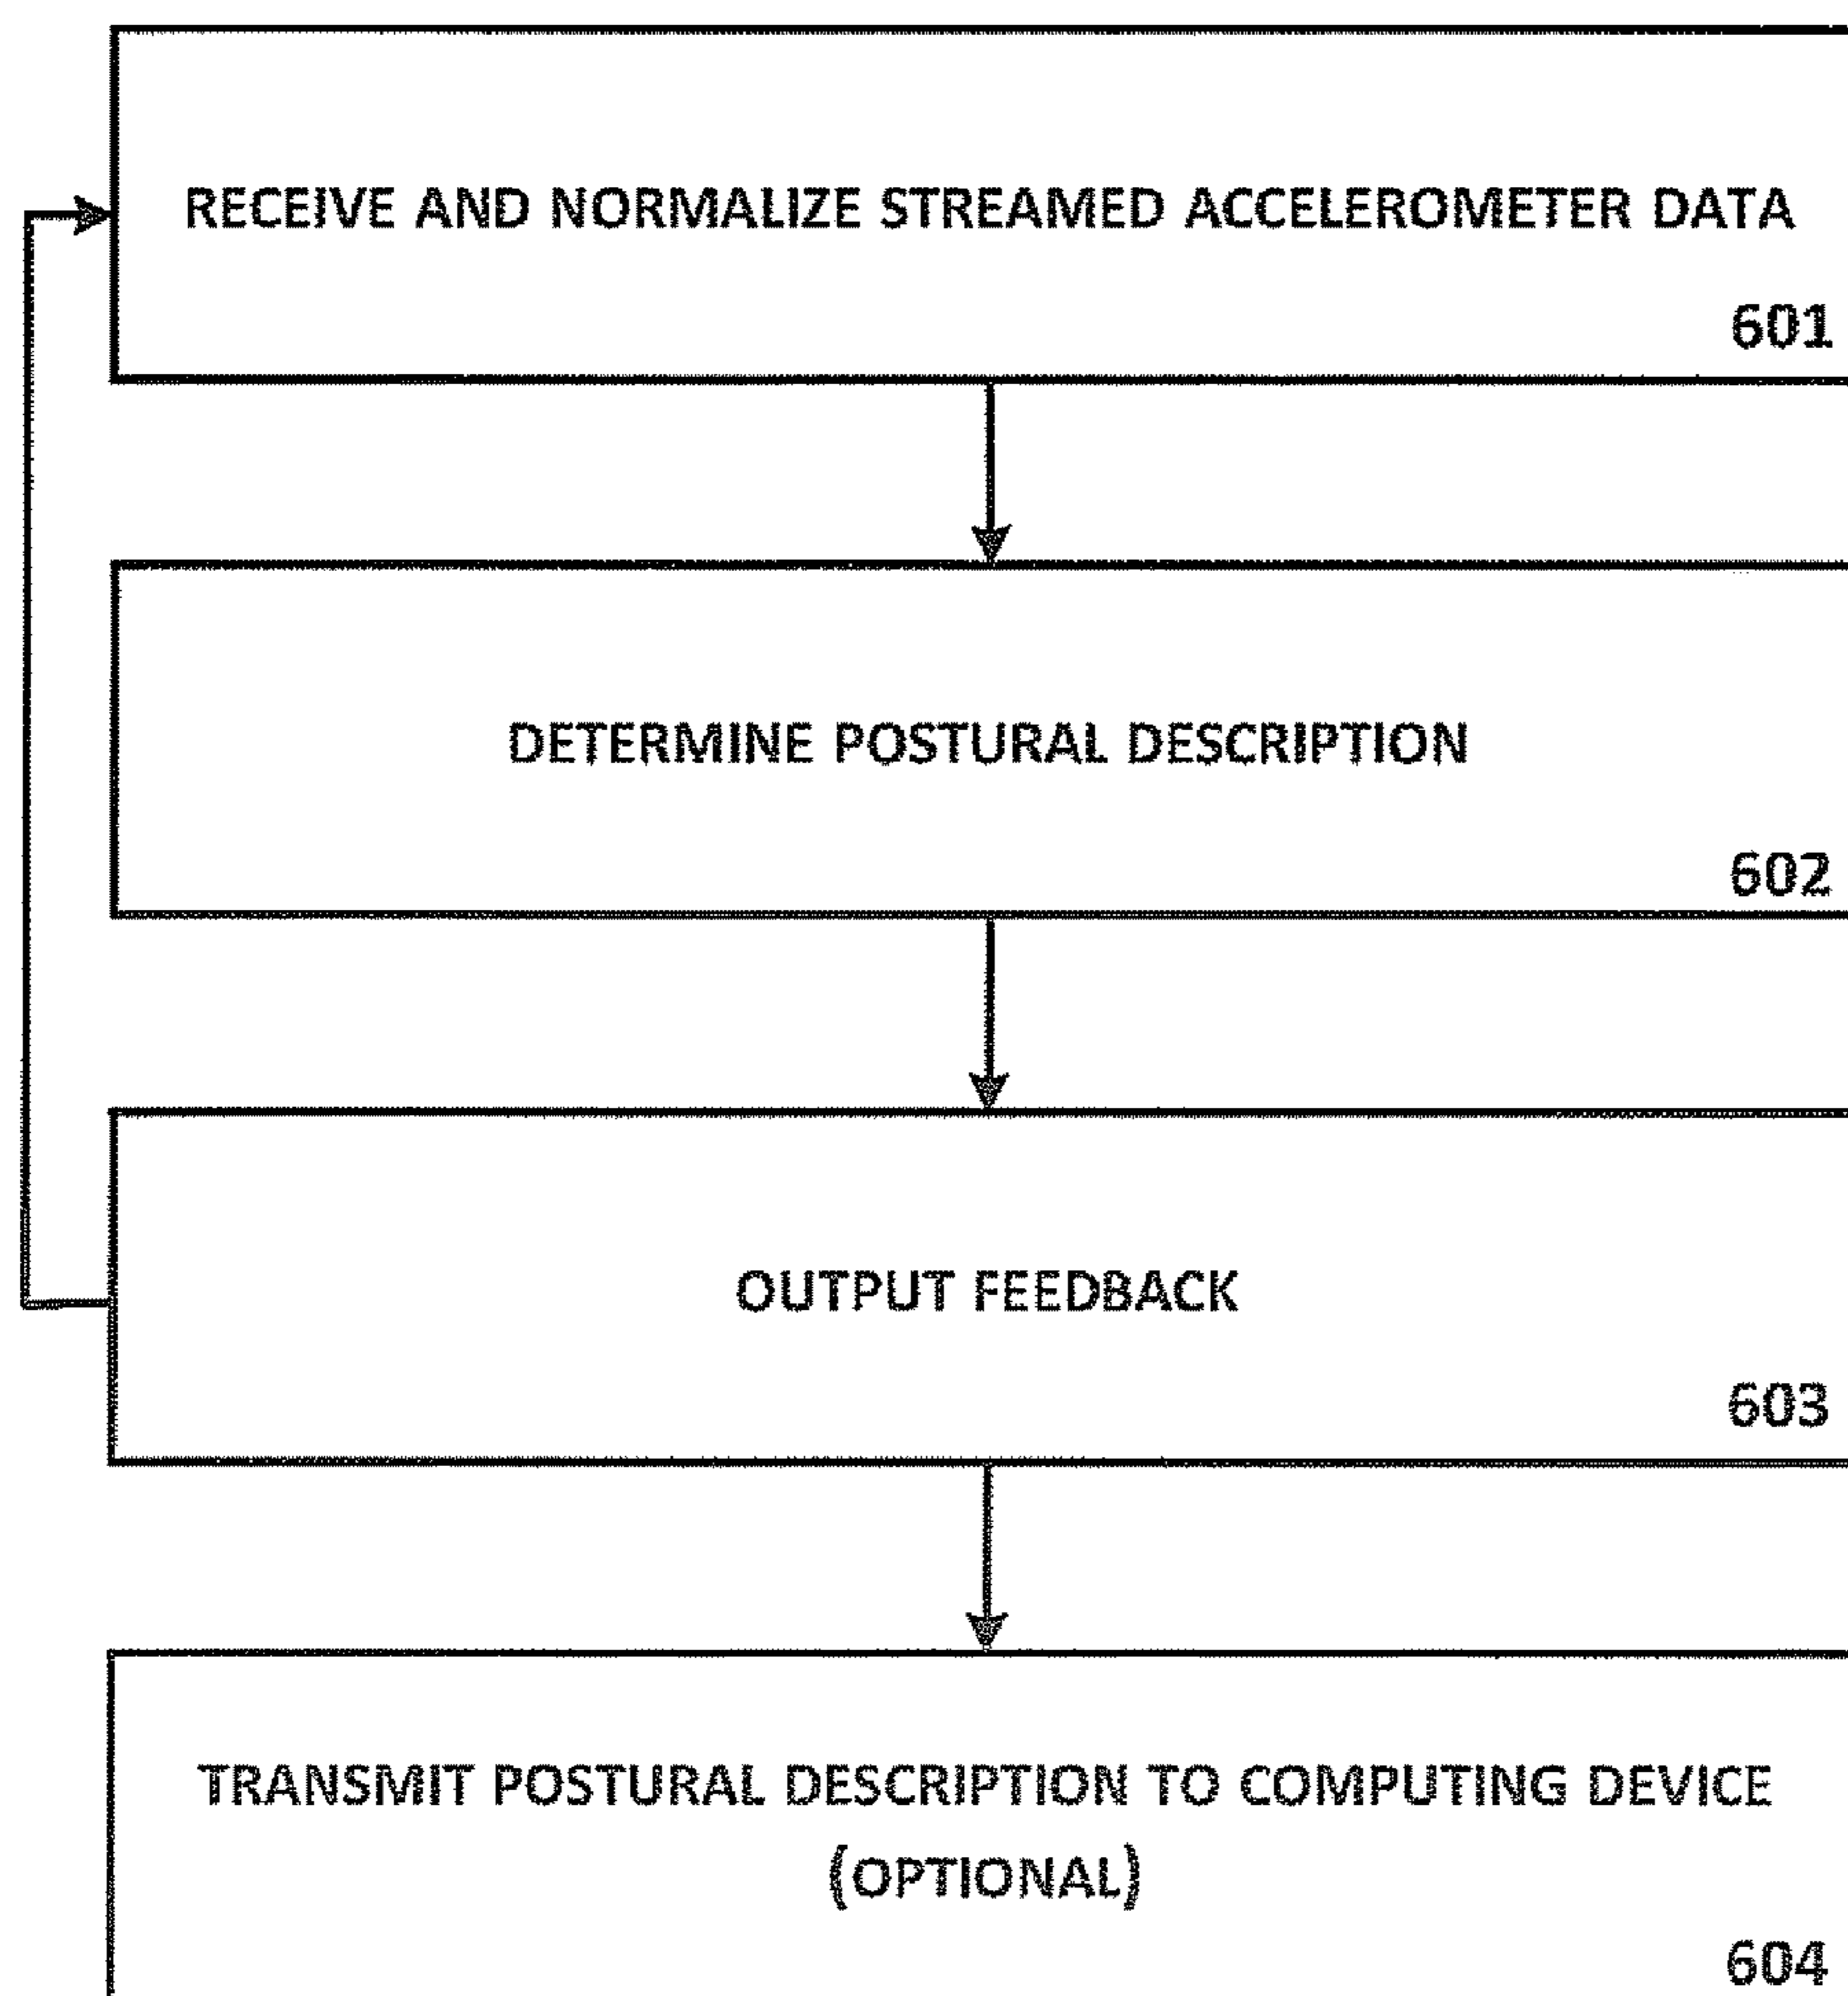 RECEIVE AND NORMALIZE STREAMED ACCELEROMETER DATA
601
DETERMINE POSTURAL DESCRIPTION
602
OUTPUT FEEDBACK
603
TRANSMIT POSTURAL DESCRIPTION TO COMPUTING DEVICE
(OPTIONAL)
604